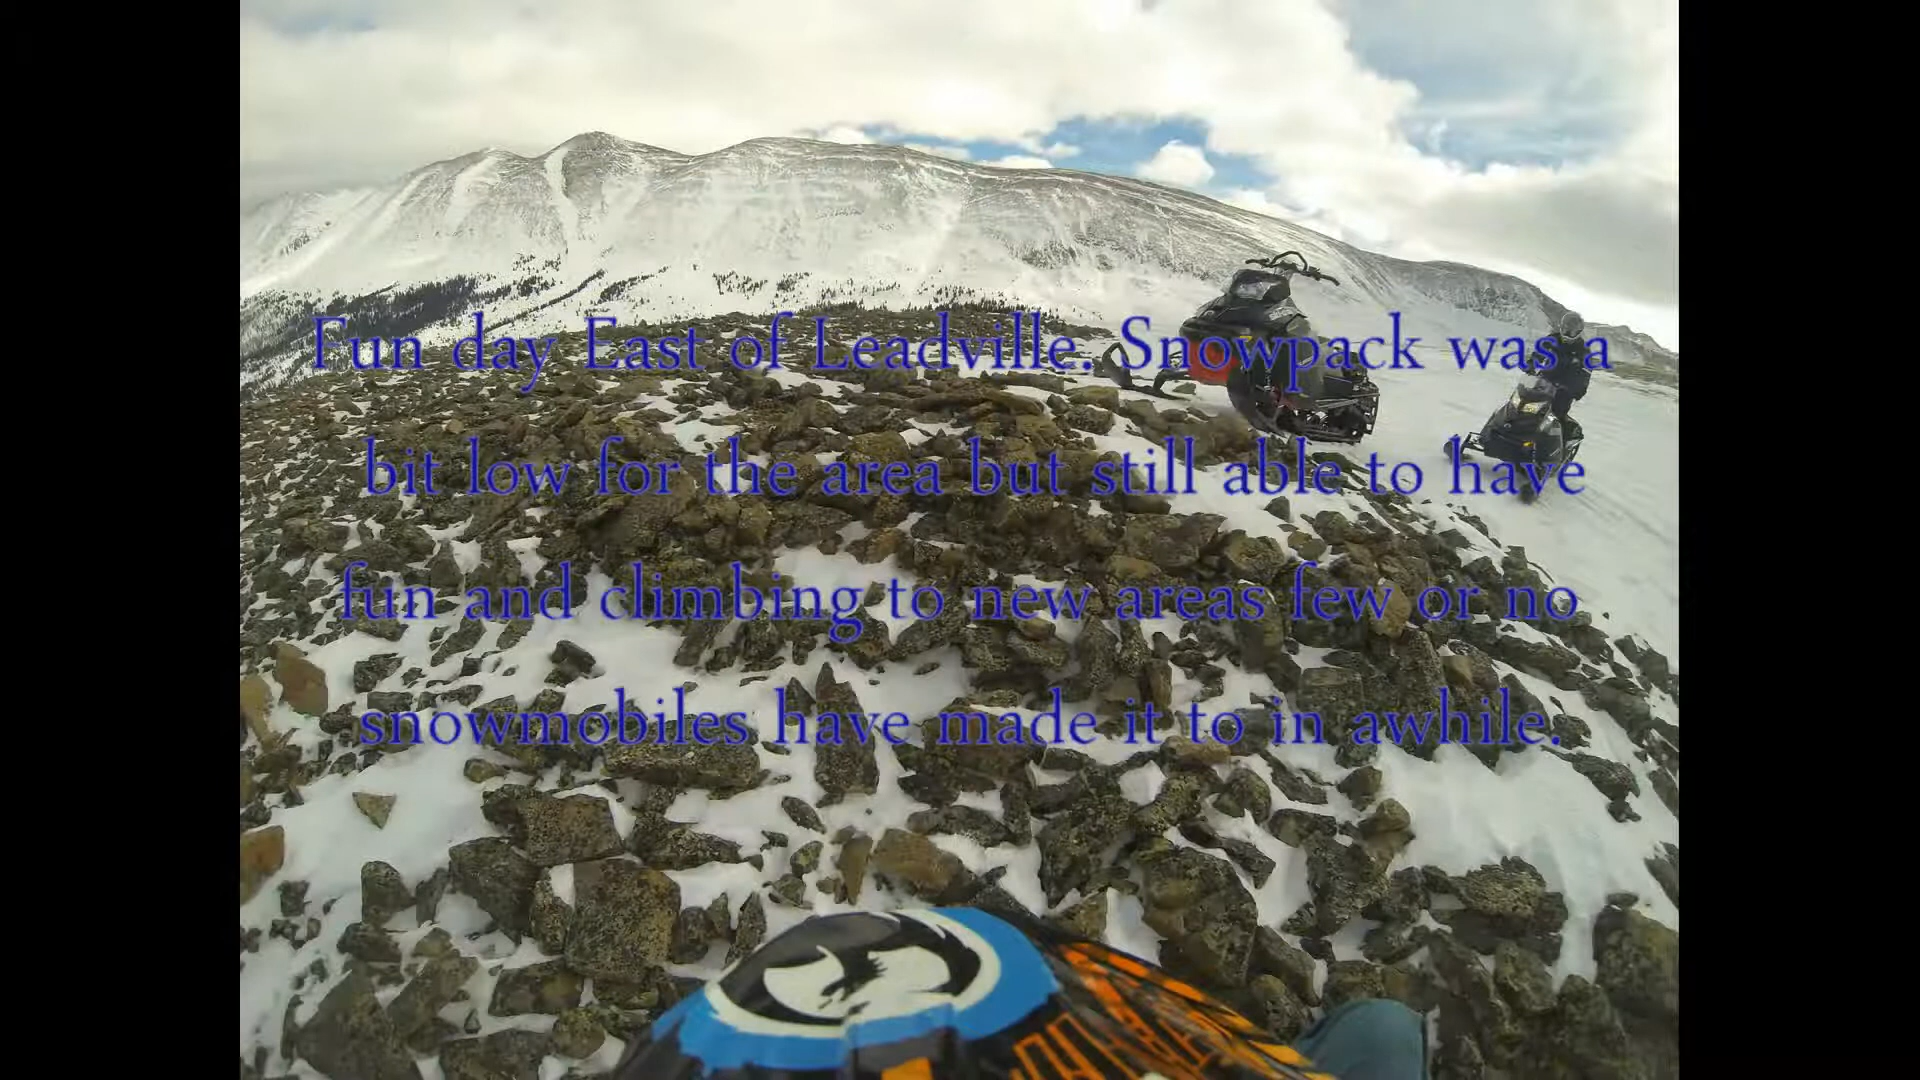 Fun day East of Leadville. Snowpack was a
bit low for the area but still able to have
fun and climbing to new areas few or no
snowmobiles have made it to in awhile.